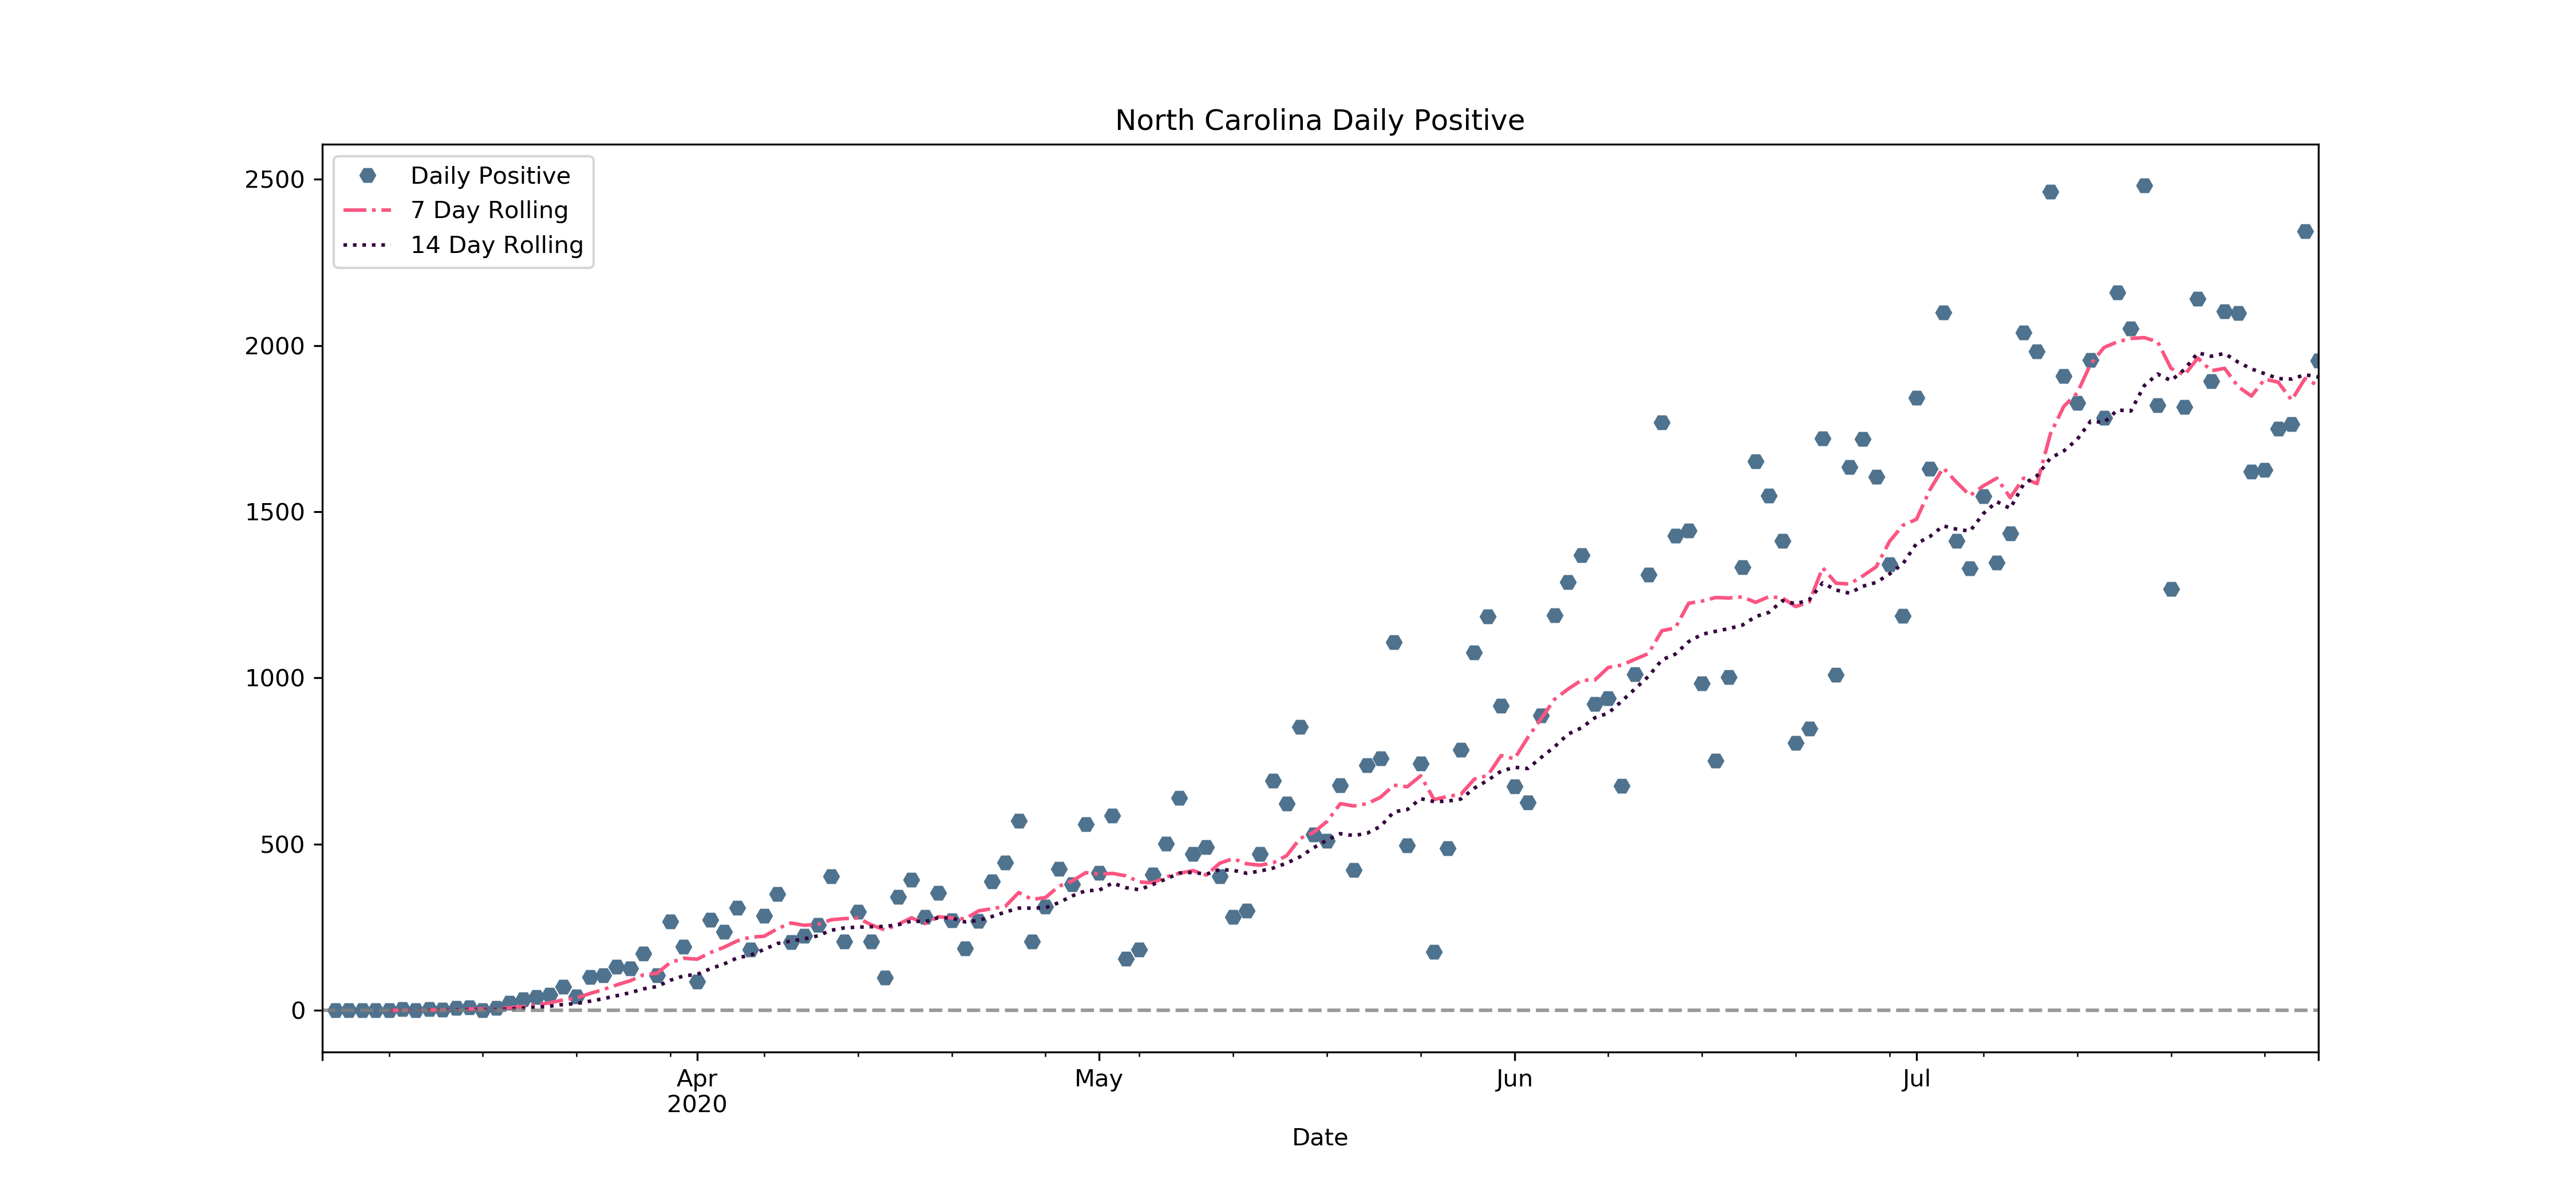 North Carolina Daily Positive
Daily Positive
7 Day Rolling
14 Day Rolling
2500
2000
1500
1000
500
0
Apr
2020
May
Jun
Jul
Date